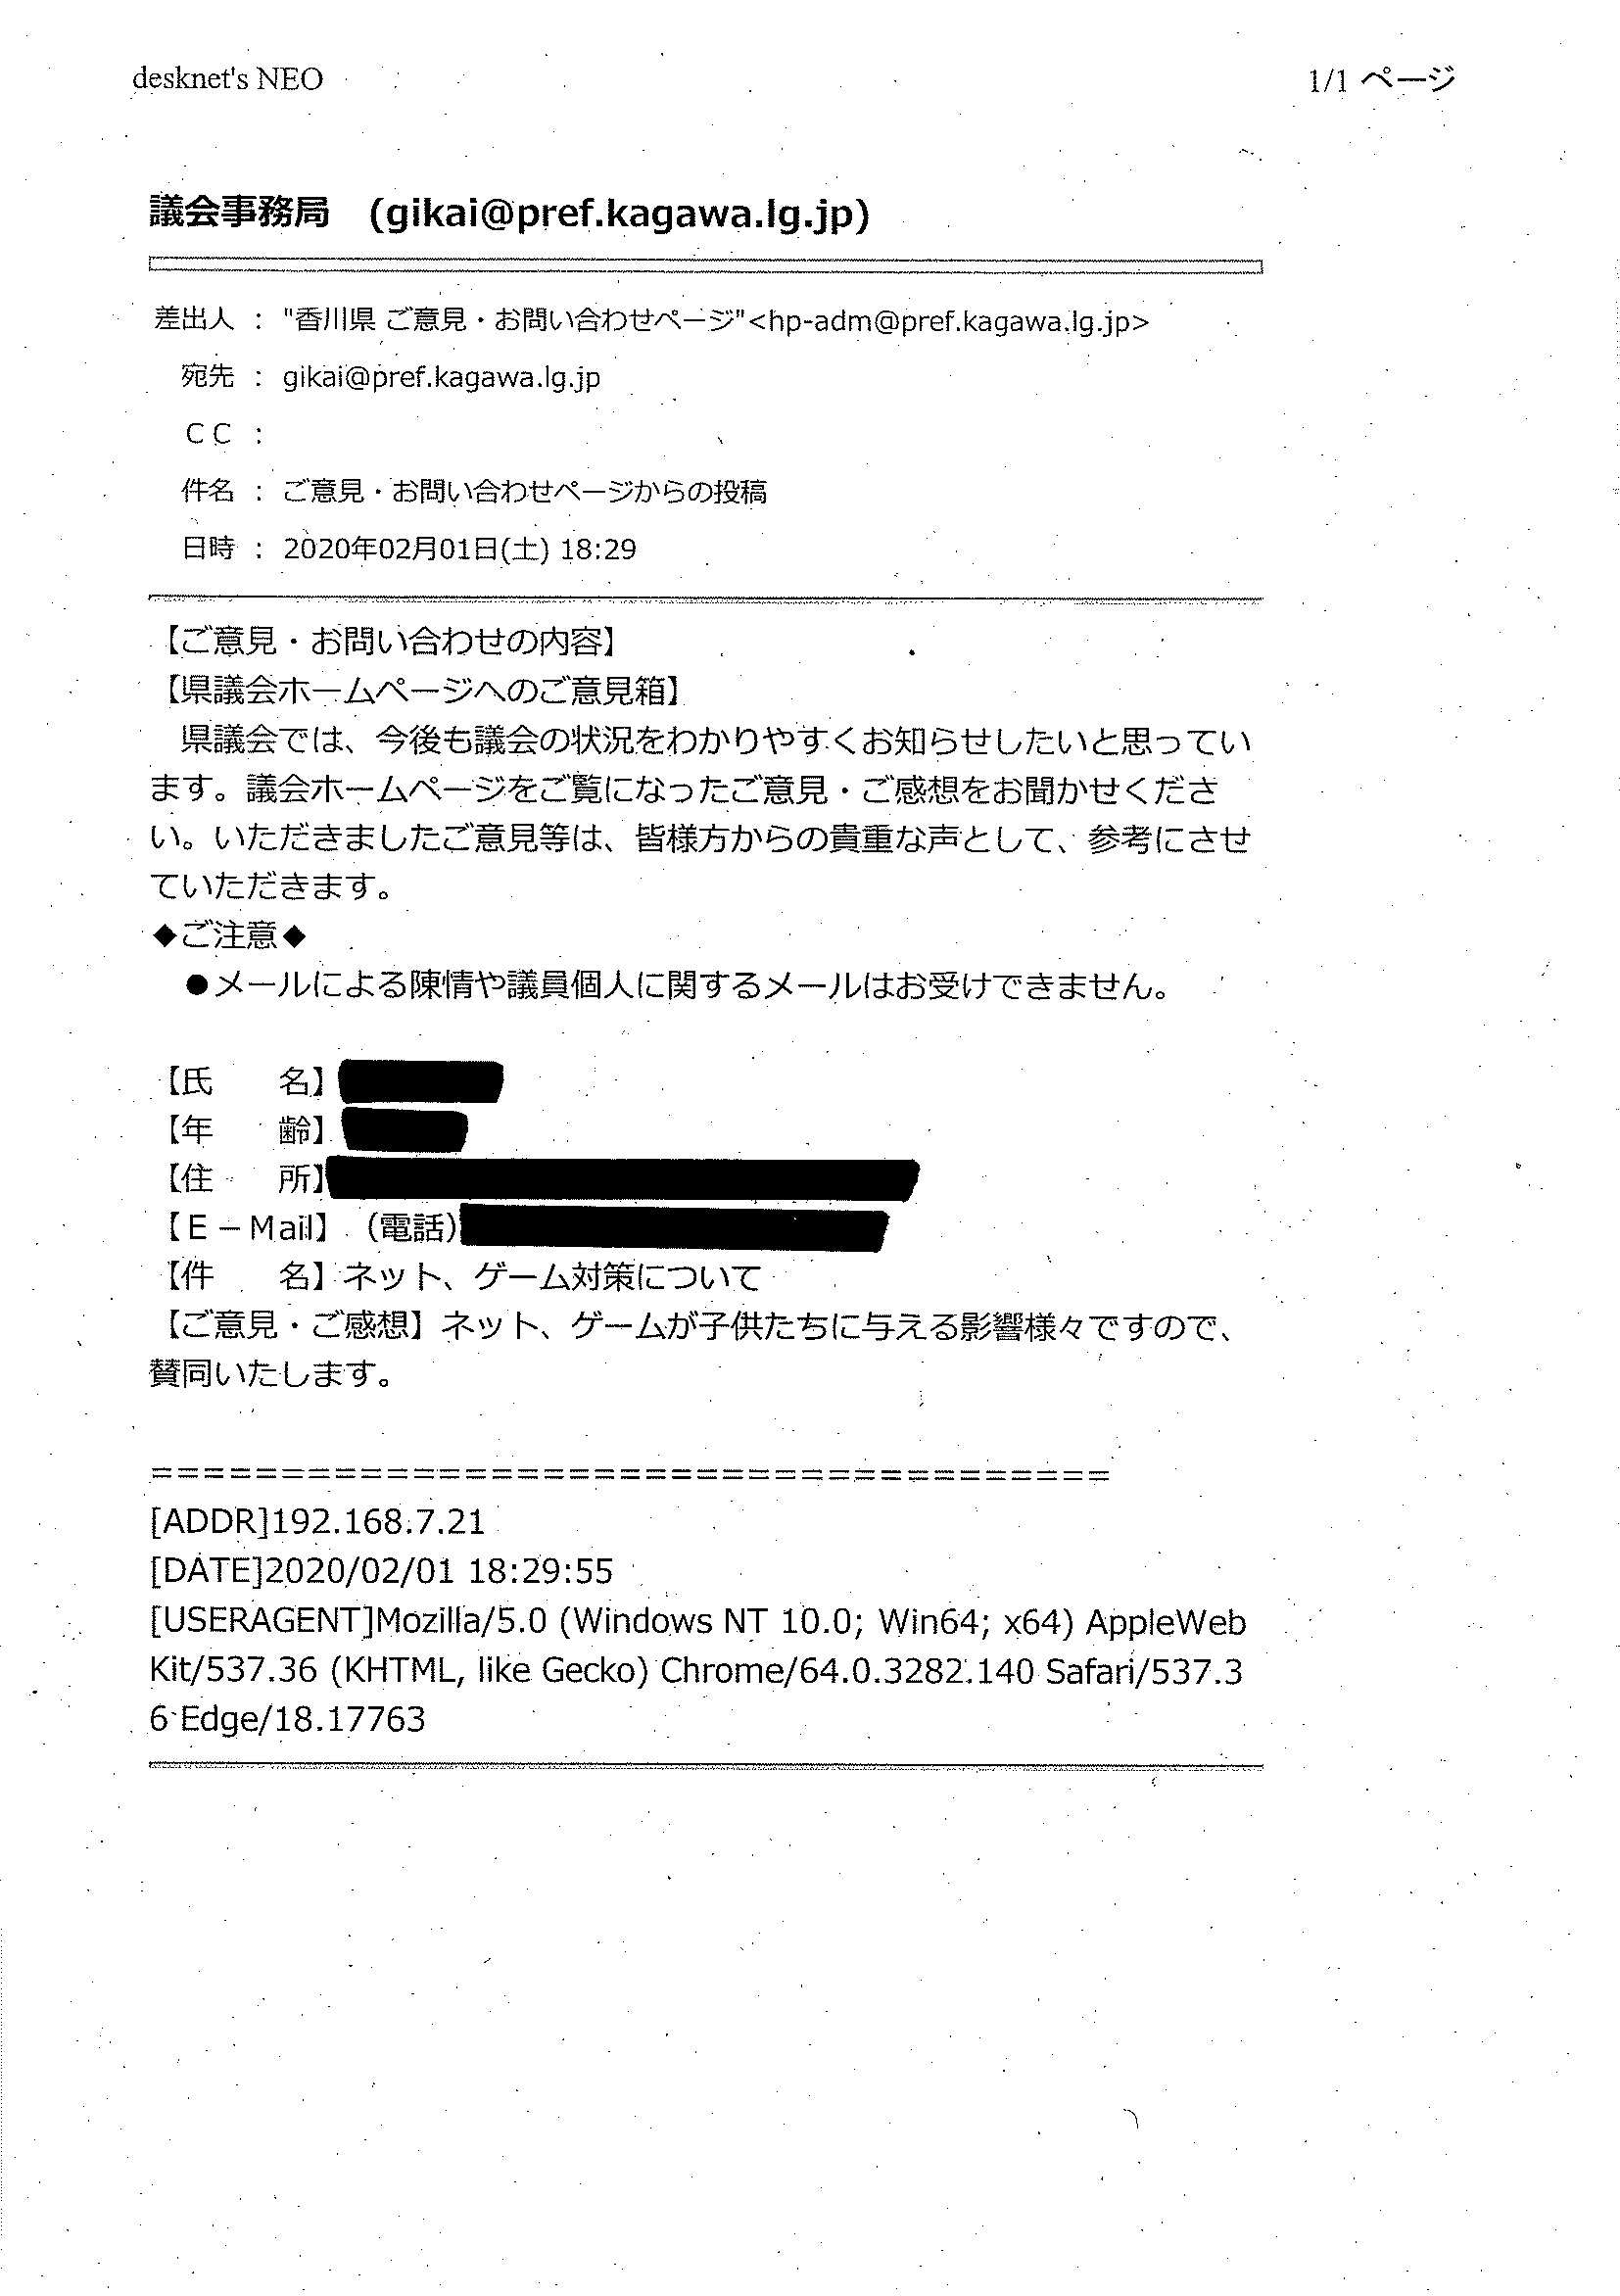 desknet's NEO
1/1 ページ
議会事務局 (gikai@pref.kagawa.lg.jp)
差出人 : "香川県 ご意見・お問い合わせページ"<hp-adm@pref.kagawa.lg.jp>
宛先 : gikai@pref.kagawa.lg.jp
ＣＣ :
件名 : ご意見・お問い合わせページからの投稿
日時 : 2020年02月01日(土) 18:29
【ご意見・お問い合わせの内容】
【県議会ホームページへのご意見箱】
　県議会では、今後も議会の状況をわかりやすくお知らせしたいと思ってい
ます。議会ホームページをご覧になったご意見・ご感想をお聞かせくださ
い。いただきましたご意見等は、皆様方からの貴重な声として、参考にさせ
ていただきます。
◆ご注意◆
　●メールによる陳情や議員個人に関するメールはお受けできません。
【氏　　名】
【年　　齢】
【住　　所】
【Ｅ－Mail】（電話）
【件　　名】ネット、ゲーム対策について
【ご意見・ご感想】ネット、ゲームが子供たちに与える影響様々ですので、
賛同いたします。
=====================================
[ADDR]192.168.7.21
[DATE]2020/02/01 18:29:55
[USERAGENT]Mozilla/5.0 (Windows NT 10.0; Win64; x64) AppleWeb
Kit/537.36 (KHTML, like Gecko) Chrome/64.0.3282.140 Safari/537.3
6 Edge/18.17763